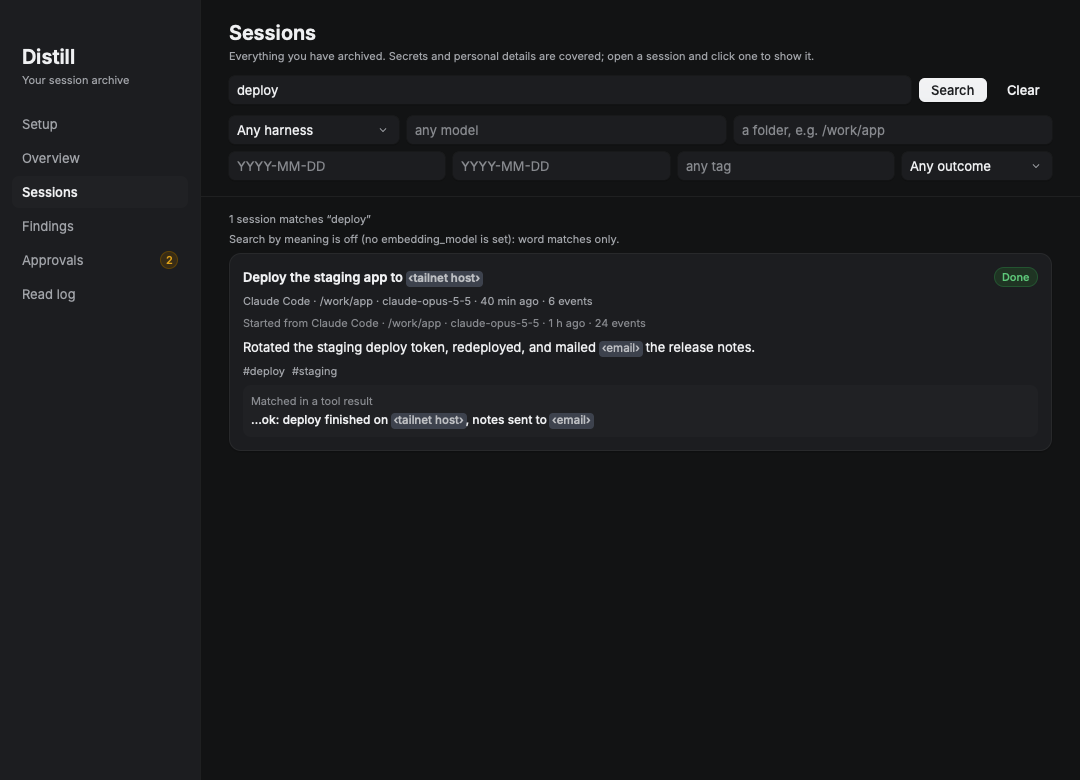 Distill
Your session archive
Setup
Overview
Sessions
Findings
Approvals 2
Read log
Sessions
Everything you have archived. Secrets and personal details are covered; open a session and click one to show it.
deploy Search Clear
Any harness any model a folder, e.g. /work/app
YYYY-MM-DD YYYY-MM-DD any tag Any outcome
1 session matches “deploy”
Search by meaning is off (no embedding_model is set): word matches only.
Deploy the staging app to ‹tailnet host› Done
Claude Code · /work/app · claude-opus-5-5 · 40 min ago · 6 events
Started from Claude Code · /work/app · claude-opus-5-5 · 1 h ago · 24 events
Rotated the staging deploy token, redeployed, and mailed ‹email› the release notes.
#deploy #staging
Matched in a tool result
...ok: deploy finished on ‹tailnet host›, notes sent to ‹email›